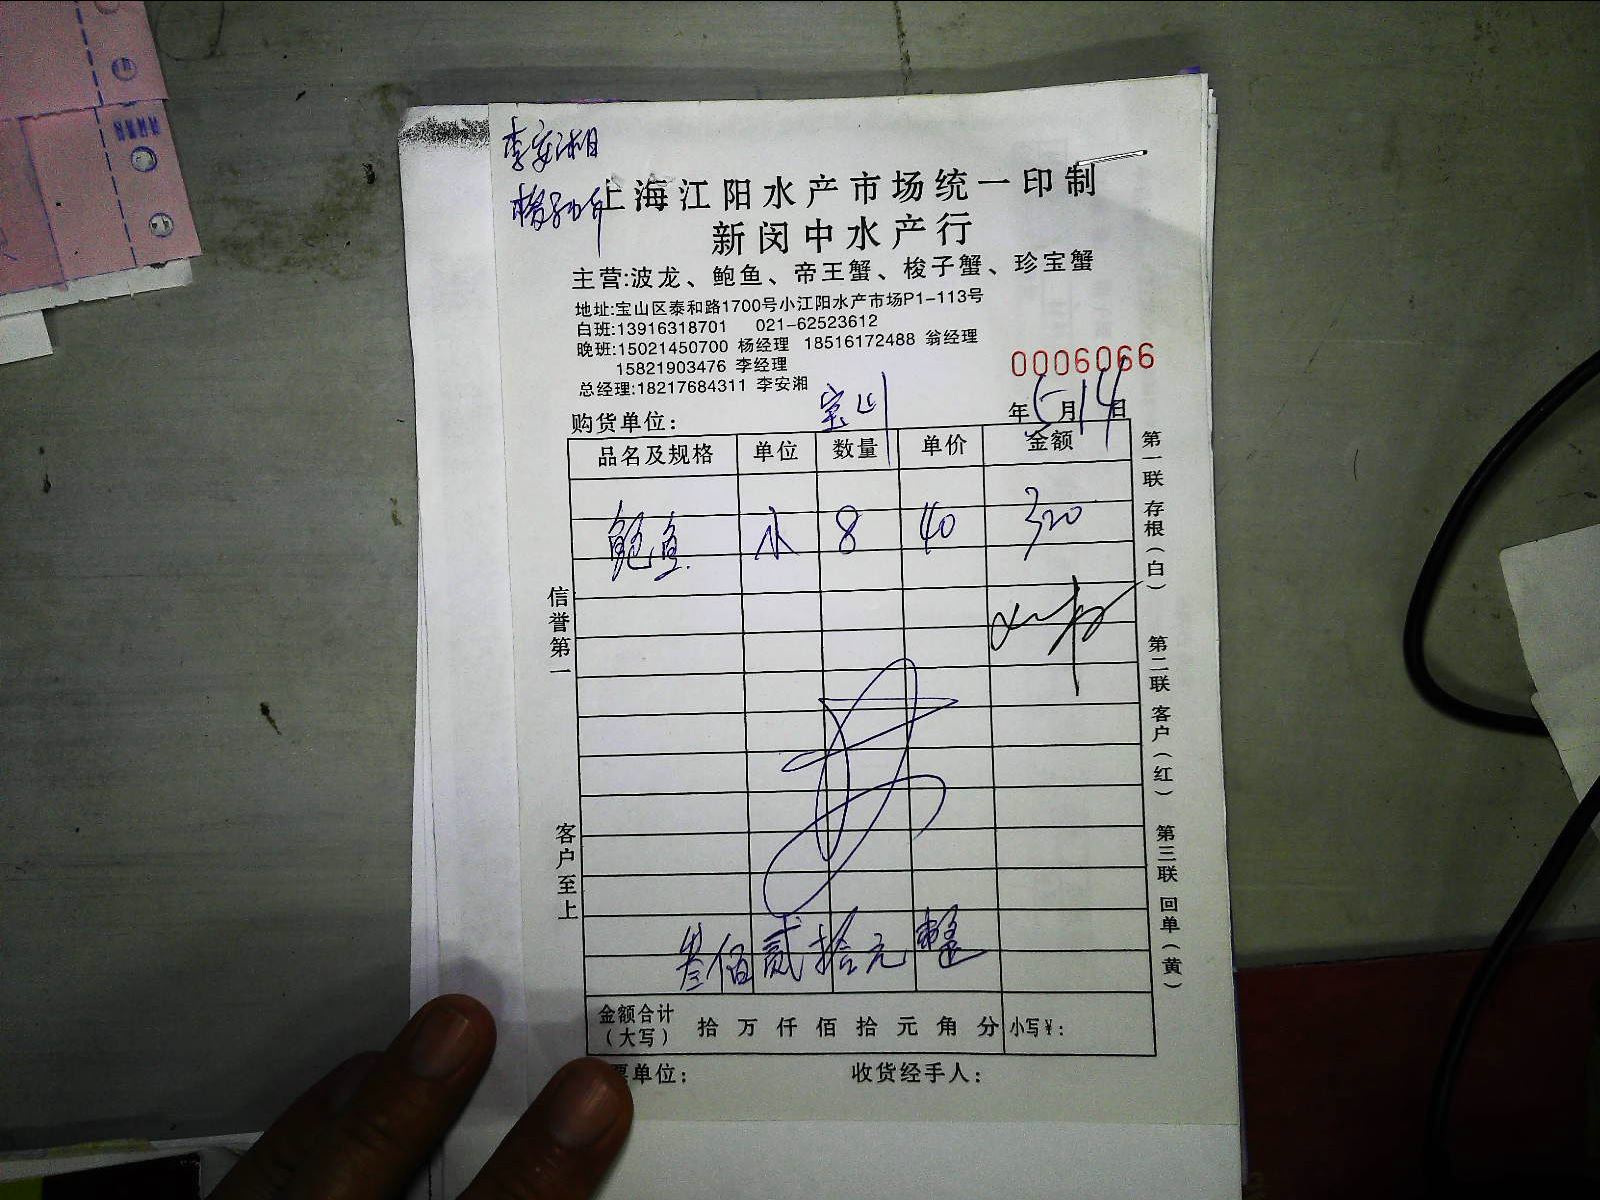 李安湘
上海江阳水产市场统一印制
新闵中水产行
主营:波龙、鲍鱼、帝王蟹、梭子蟹、珍宝蟹
地址:宝山区泰和路1700号小江阳水产市场P1-113号
白班:13916318701 021-62523612
晚班:15021450700 杨经理 18516172488 翁经理
15821903476 李经理
总经理:18217684311 李安湘
0006066
购货单位: 宝山 年5月14日
品名及规格 单位 数量 单价 金额
鲍鱼 小 8 40 320
叁佰贰拾元整
金额合计（大写） 拾 万 仟 佰 拾 元 角 分 小写¥:
票单位: 收货经手人:
信誉第一
客户至上
第一联 存根(白)
第二联 客户(红)
第三联 回单(黄)